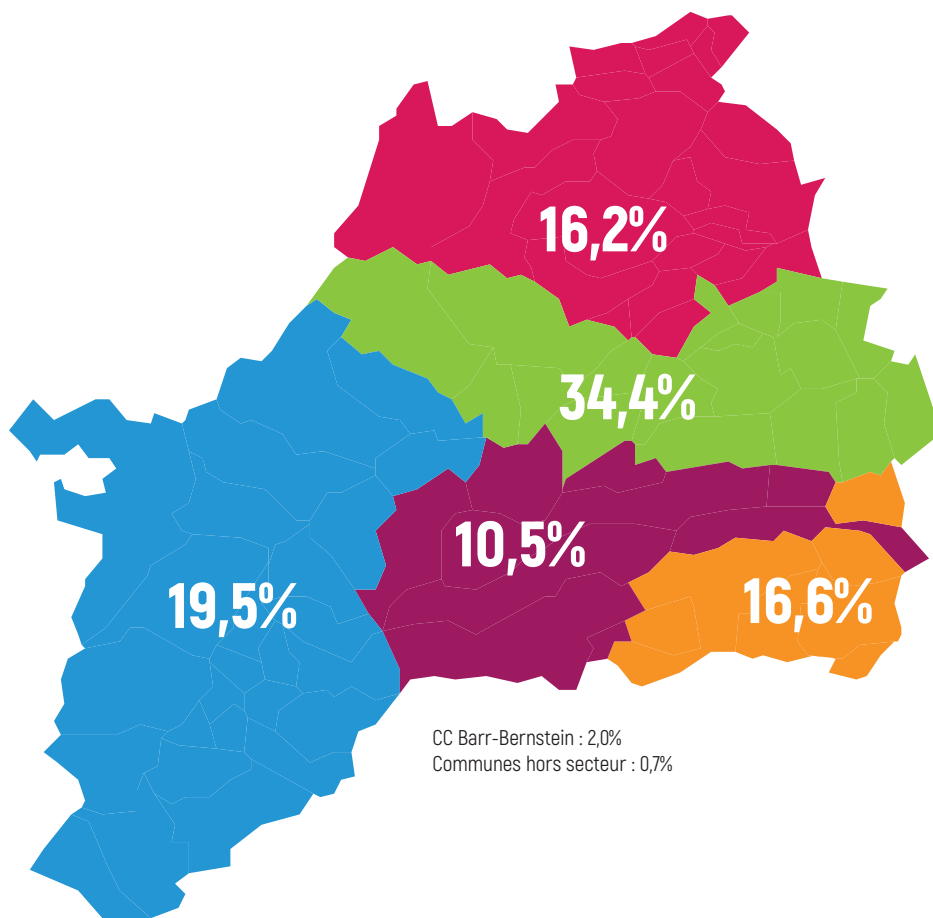 16,2%
34,4%
10,5%
19,5%
16,6%
CC Barr-Bernstein : 2,0%
Communes hors secteur : 0,7%